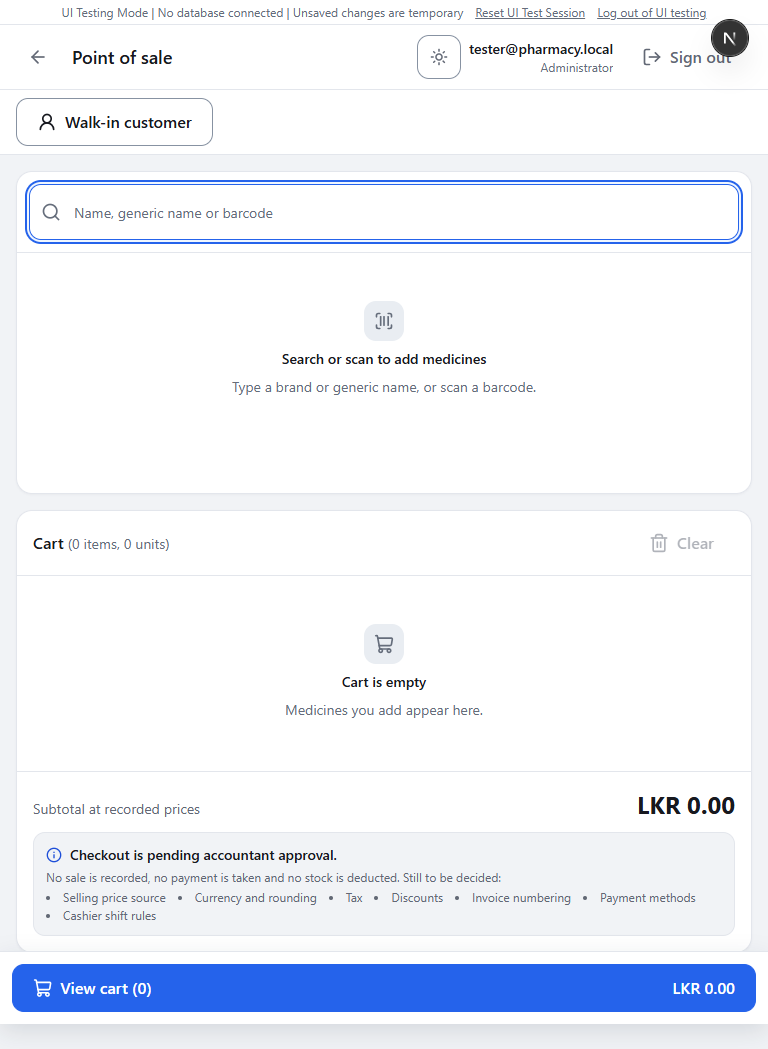 UI Testing Mode | No database connected | Unsaved changes are temporary Reset UI Test Session Log out of UI testing
Point of sale
tester@pharmacy.local
Administrator
Sign out
N
Walk-in customer
Name, generic name or barcode
Search or scan to add medicines
Type a brand or generic name, or scan a barcode.
Cart (0 items, 0 units)
Clear
Cart is empty
Medicines you add appear here.
Subtotal at recorded prices
LKR 0.00
Checkout is pending accountant approval.
No sale is recorded, no payment is taken and no stock is deducted. Still to be decided:
• Selling price source • Currency and rounding • Tax • Discounts • Invoice numbering • Payment methods
• Cashier shift rules
View cart (0)
LKR 0.00